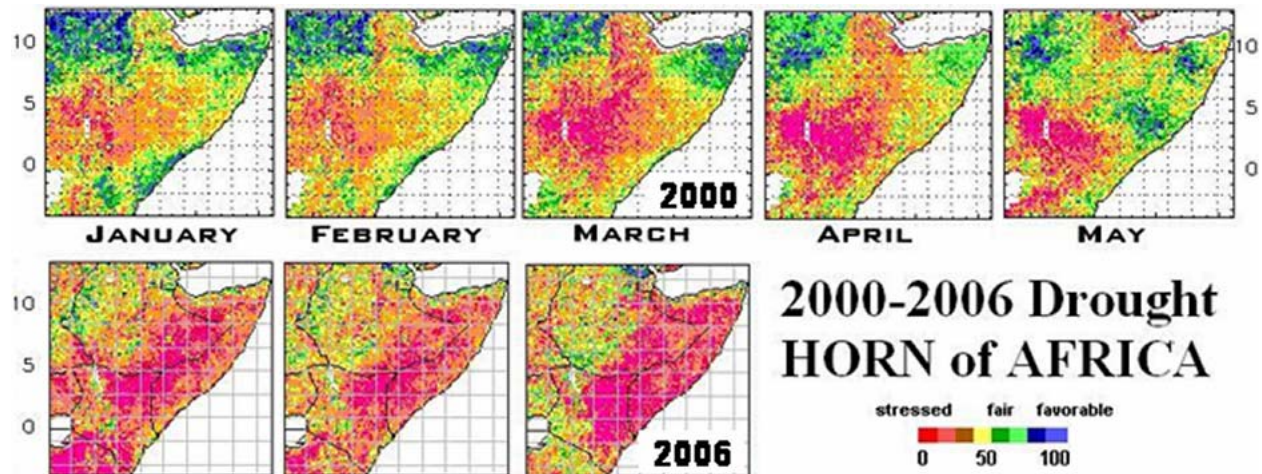 10
5
0
10
5
0
2000
JANUARY
FEBRUARY
MARCH
APRIL
MAY
10
5
0
2006
2000-2006 Drought
HORN of AFRICA
stressed fair favorable
0 50 100